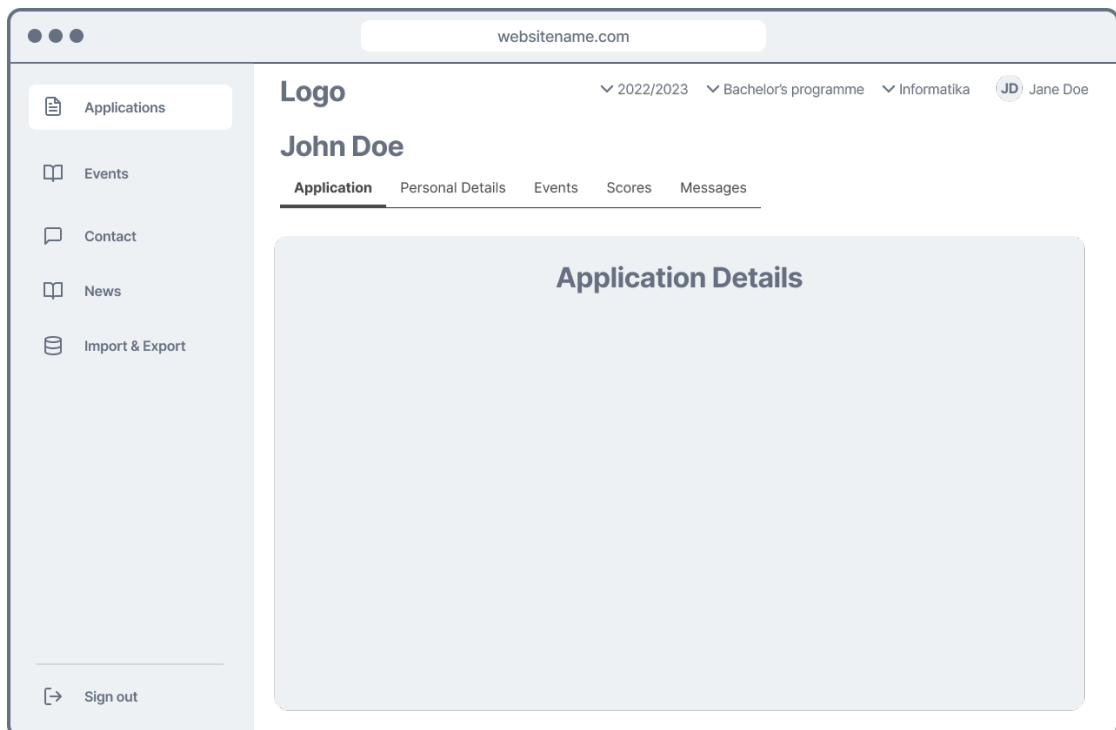 websitename.com
Applications
Events
Contact
News
Import & Export
Sign out
Logo
2022/2023
Bachelor's programme
Informatika
JD
Jane Doe
John Doe
Application
Personal Details
Events
Scores
Messages
Application Details